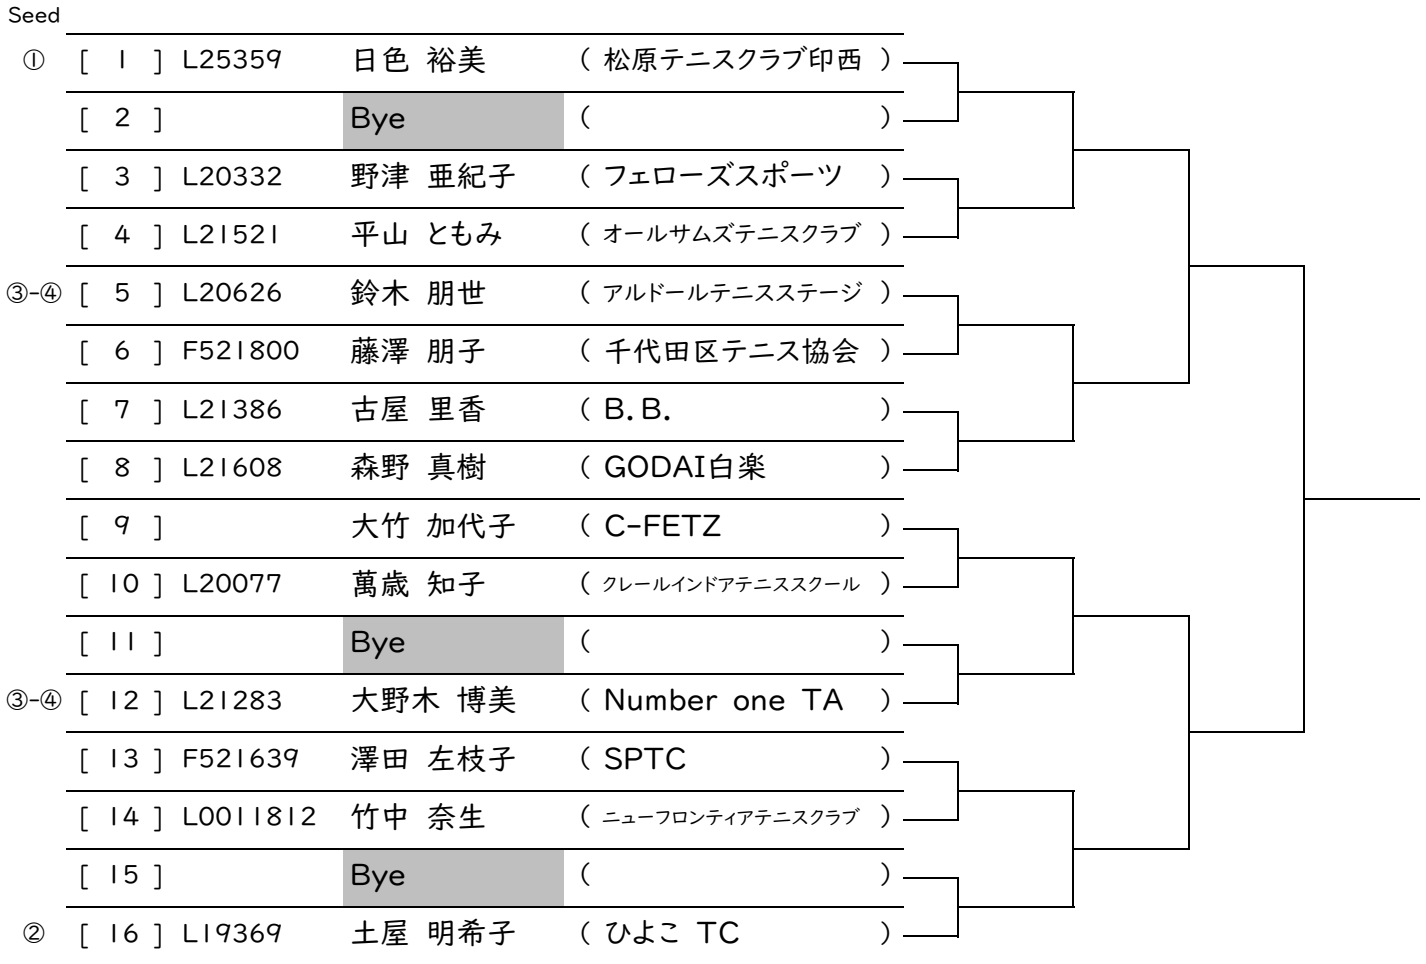 Seed
① [ 1 ] L25359 日色 裕美 ( 松原テニスクラブ印西 )
[ 2 ] Bye ( )
[ 3 ] L20332 野津 亜紀子 ( フェローズスポーツ )
[ 4 ] L21521 平山 ともみ ( オールサムズテニスクラブ )
③-④ [ 5 ] L20626 鈴木 朋世 ( アルドールテニスステージ )
[ 6 ] F521800 藤澤 朋子 ( 千代田区テニス協会 )
[ 7 ] L21386 古屋 里香 ( B.B. )
[ 8 ] L21608 森野 真樹 ( GODAI白楽 )
[ 9 ] 大竹 加代子 ( C-FETZ )
[ 10 ] L20077 萬歳 知子 ( クレールインドアテニススクール )
[ 11 ] Bye ( )
③-④ [ 12 ] L21283 大野木 博美 ( Number one TA )
[ 13 ] F521639 澤田 左枝子 ( SPTC )
[ 14 ] L0011812 竹中 奈生 ( ニューフロンティアテニスクラブ )
[ 15 ] Bye ( )
② [ 16 ] L19369 土屋 明希子 ( ひよこ TC )